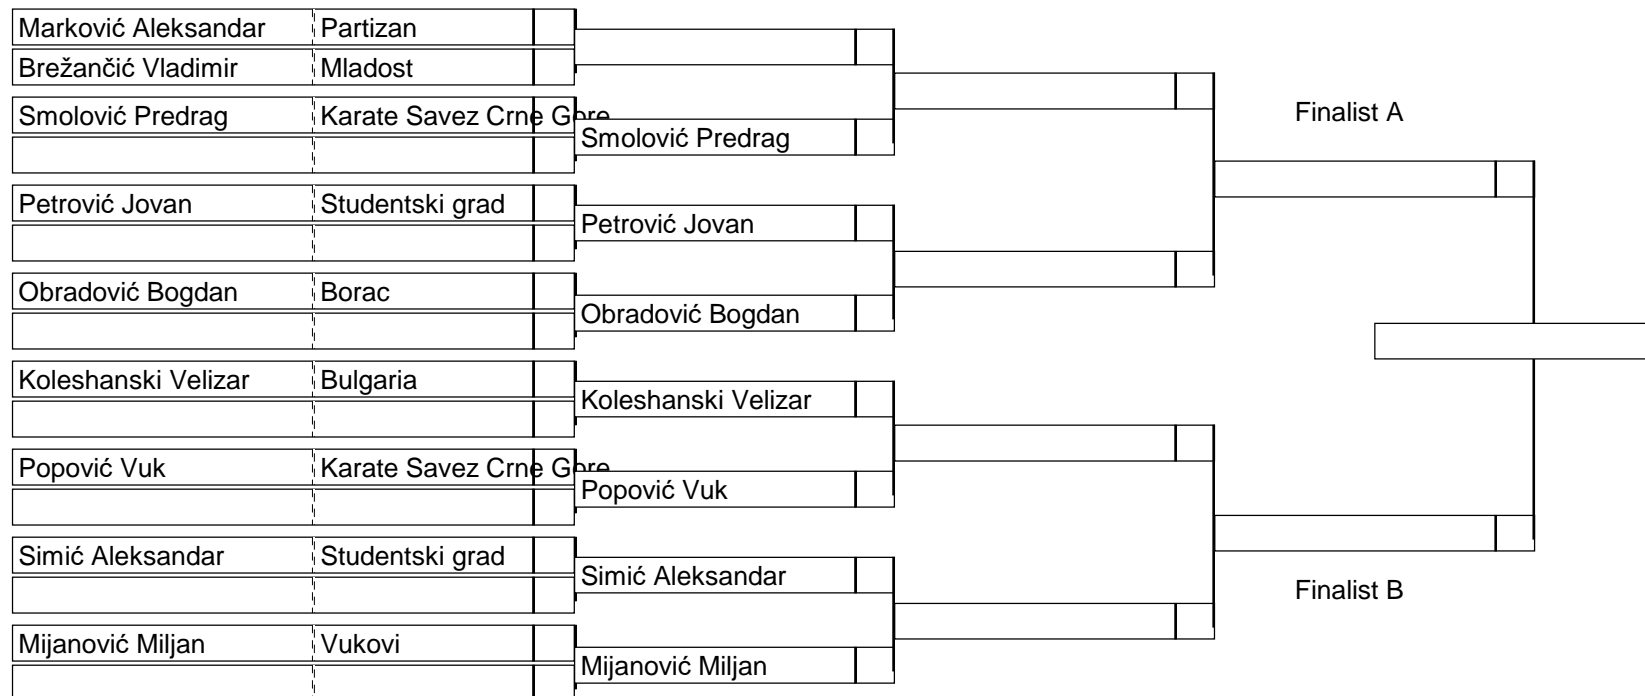 Marković Aleksandar Partizan
Brežančić Vladimir Mladost
Smolović Predrag Karate Savez Crne Gore
Petrović Jovan Studentski grad
Obradović Bogdan Borac
Koleshanski Velizar Bulgaria
Popović Vuk Karate Savez Crne Gore
Simić Aleksandar Studentski grad
Mijanović Miljan Vukovi
Smolović Predrag
Petrović Jovan
Obradović Bogdan
Koleshanski Velizar
Popović Vuk
Simić Aleksandar
Mijanović Miljan
Finalist A
Finalist B